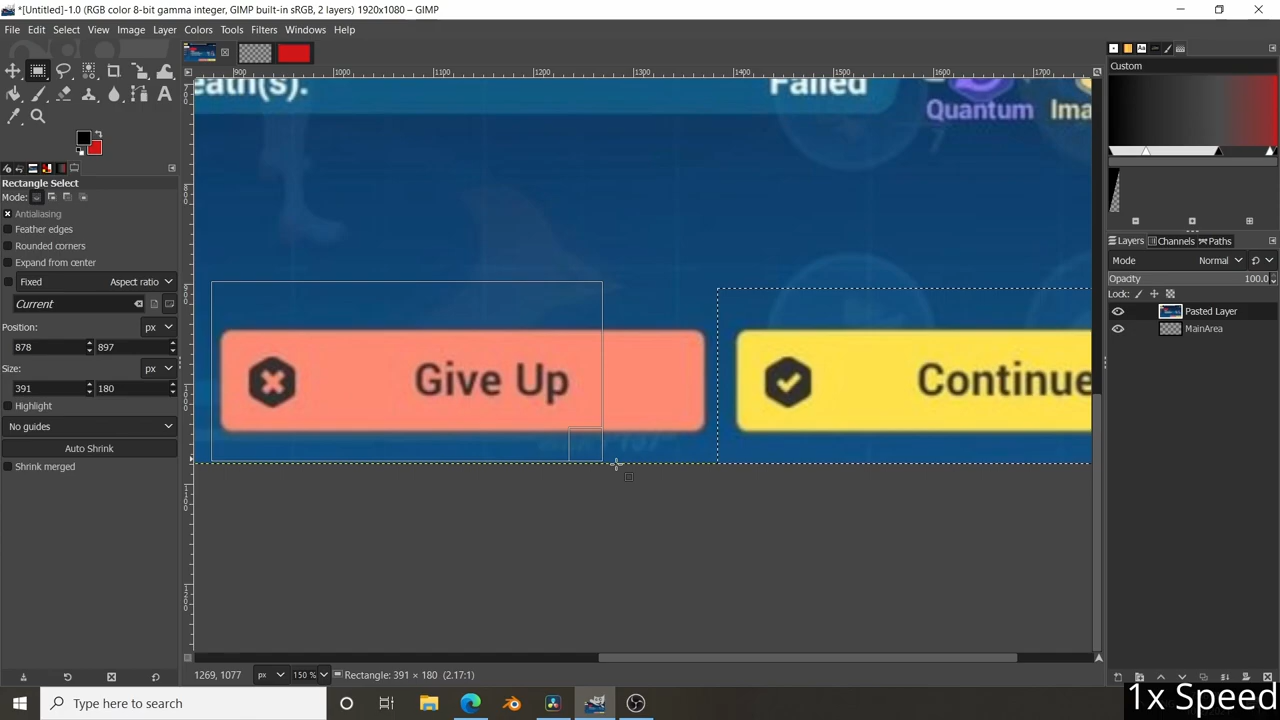 *[Untitled]-1.0 (RGB color 8-bit gamma integer, GIMP built-in sRGB, 2 layers) 1920x1080 – GIMP
File Edit Select View Image Layer Colors Tools Filters Windows Help
900 1000 1100 1200 1300 1400 1500 1600 1700
Custom
eath(s). Failed
Quantum Ima
Rectangle Select
Mode:
Antialiasing
Feather edges
Rounded corners
Expand from center
Fixed Aspect ratio
Current
Position: px
878 897
Size: px
391 180
Highlight
No guides
Auto Shrink
Shrink merged
Layers Channels Paths
Mode Normal
Opacity 100.0
Lock:
Pasted Layer
MainArea
Give Up Continue
1269, 1077 px 150 % Rectangle: 391 × 180 (2.17:1)
Type here to search
1x Speed